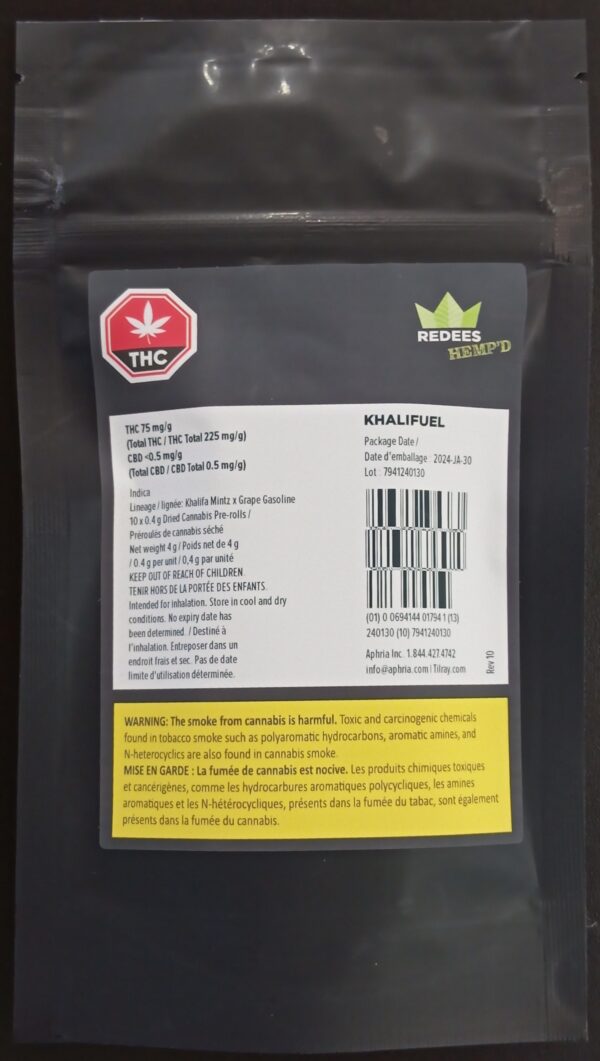 THC
REDEES
HEMP'D
THC 75 mg/g
(Total THC / THC Total 225 mg/g)
CBD <0.5 mg/g
(Total CBD / CBD Total 0.5 mg/g)
Indica
Lineage / lignée: Khalifa Mintz x Grape Gasoline
10 x 0.4 g Dried Cannabis Pre-rolls /
Préroulés de cannabis séché
Net weight 4 g / Poids net de 4 g
/ 0.4 g per unit / 0,4 g par unité
KEEP OUT OF REACH OF CHILDREN.
TENIR HORS DE LA PORTÉE DES ENFANTS.
Intended for inhalation. Store in cool and dry
conditions. No expiry date has
been determined. / Destiné à
l'inhalation. Entreposer dans un
endroit frais et sec. Pas de date
limite d'utilisation déterminée.
KHALIFUEL
Package Date /
Date d'emballage : 2024-JA-30
Lot : 7941240130
(01) 0 0694144 01794 1 (13)
240130 (10) 7941240130
Aphria Inc. 1.844.427.4742
info@aphria.com | Tilray.com
Rev 10
WARNING: The smoke from cannabis is harmful. Toxic and carcinogenic chemicals
found in tobacco smoke such as polyaromatic hydrocarbons, aromatic amines, and
N-heterocyclics are also found in cannabis smoke.
MISE EN GARDE : La fumée de cannabis est nocive. Les produits chimiques toxiques
et cancérigènes, comme les hydrocarbures aromatiques polycycliques, les amines
aromatiques et les N-hétérocycliques, présents dans la fumée du tabac, sont également
présents dans la fumée du cannabis.